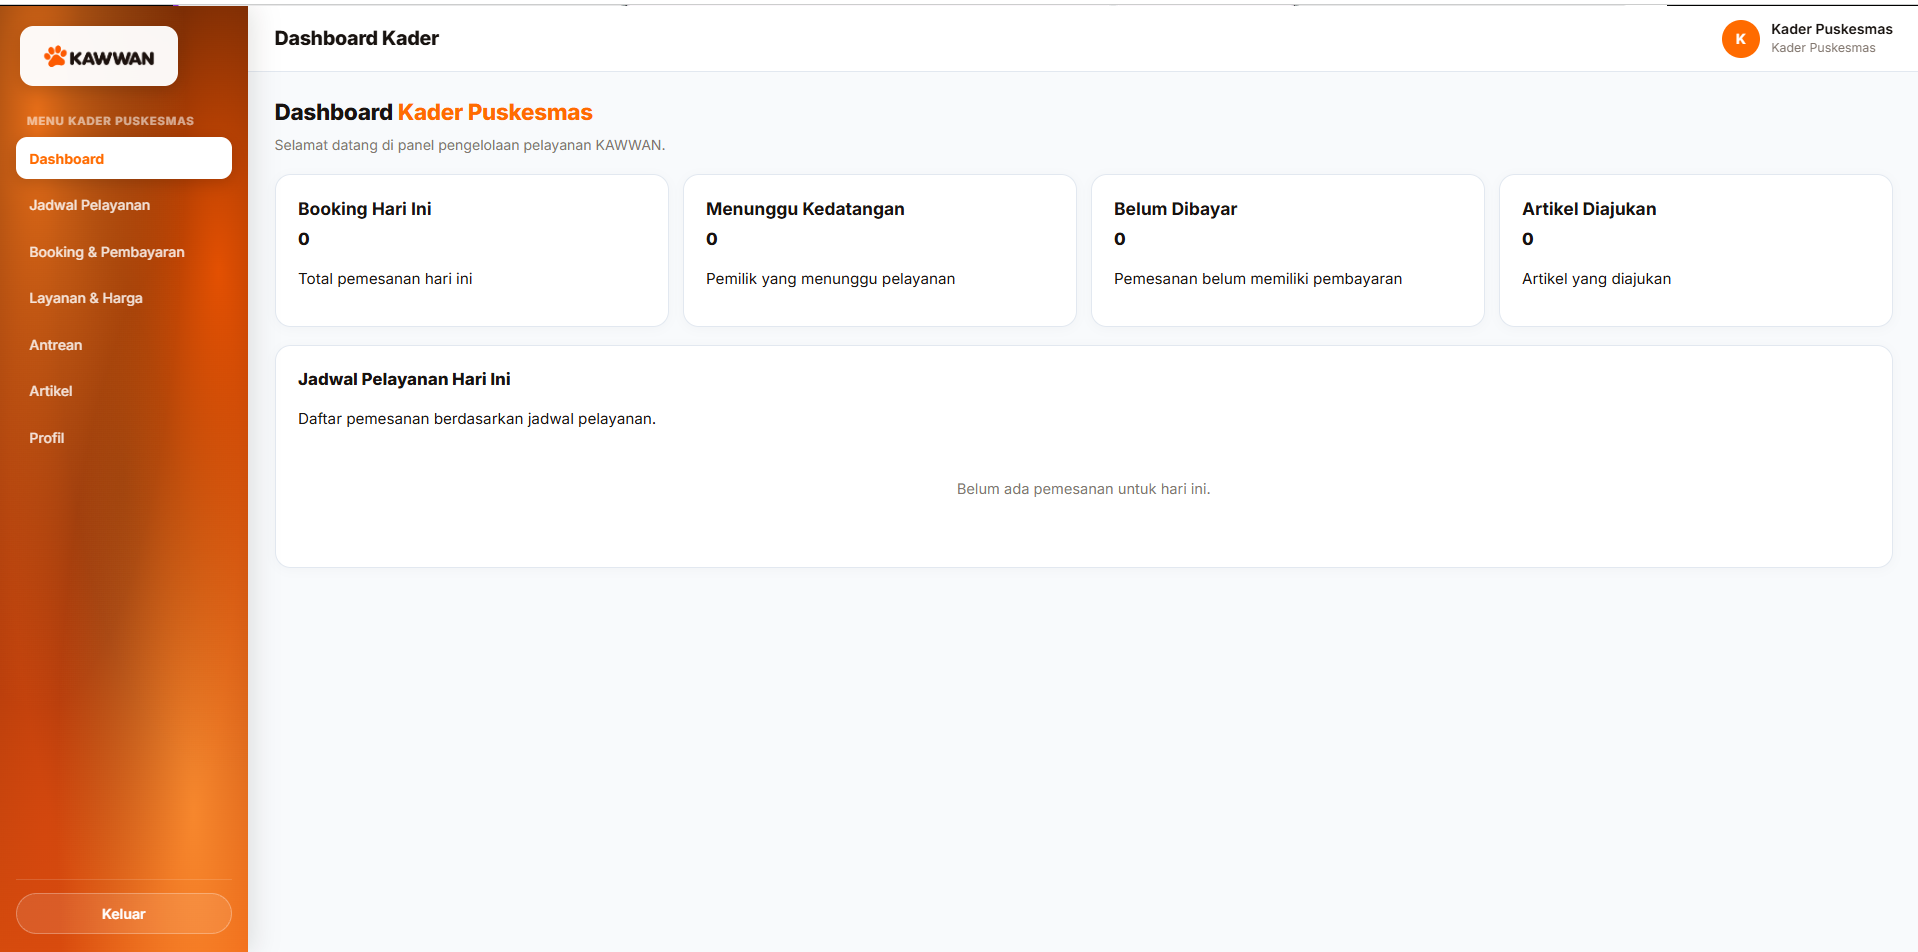 KAWWAN
MENU KADER PUSKESMAS
Dashboard
Jadwal Pelayanan
Booking & Pembayaran
Layanan & Harga
Antrean
Artikel
Profil
Keluar
Dashboard Kader
K
Kader Puskesmas
Kader Puskesmas
Dashboard Kader Puskesmas
Selamat datang di panel pengelolaan pelayanan KAWWAN.
Booking Hari Ini
0
Total pemesanan hari ini
Menunggu Kedatangan
0
Pemilik yang menunggu pelayanan
Belum Dibayar
0
Pemesanan belum memiliki pembayaran
Artikel Diajukan
0
Artikel yang diajukan
Jadwal Pelayanan Hari Ini
Daftar pemesanan berdasarkan jadwal pelayanan.
Belum ada pemesanan untuk hari ini.